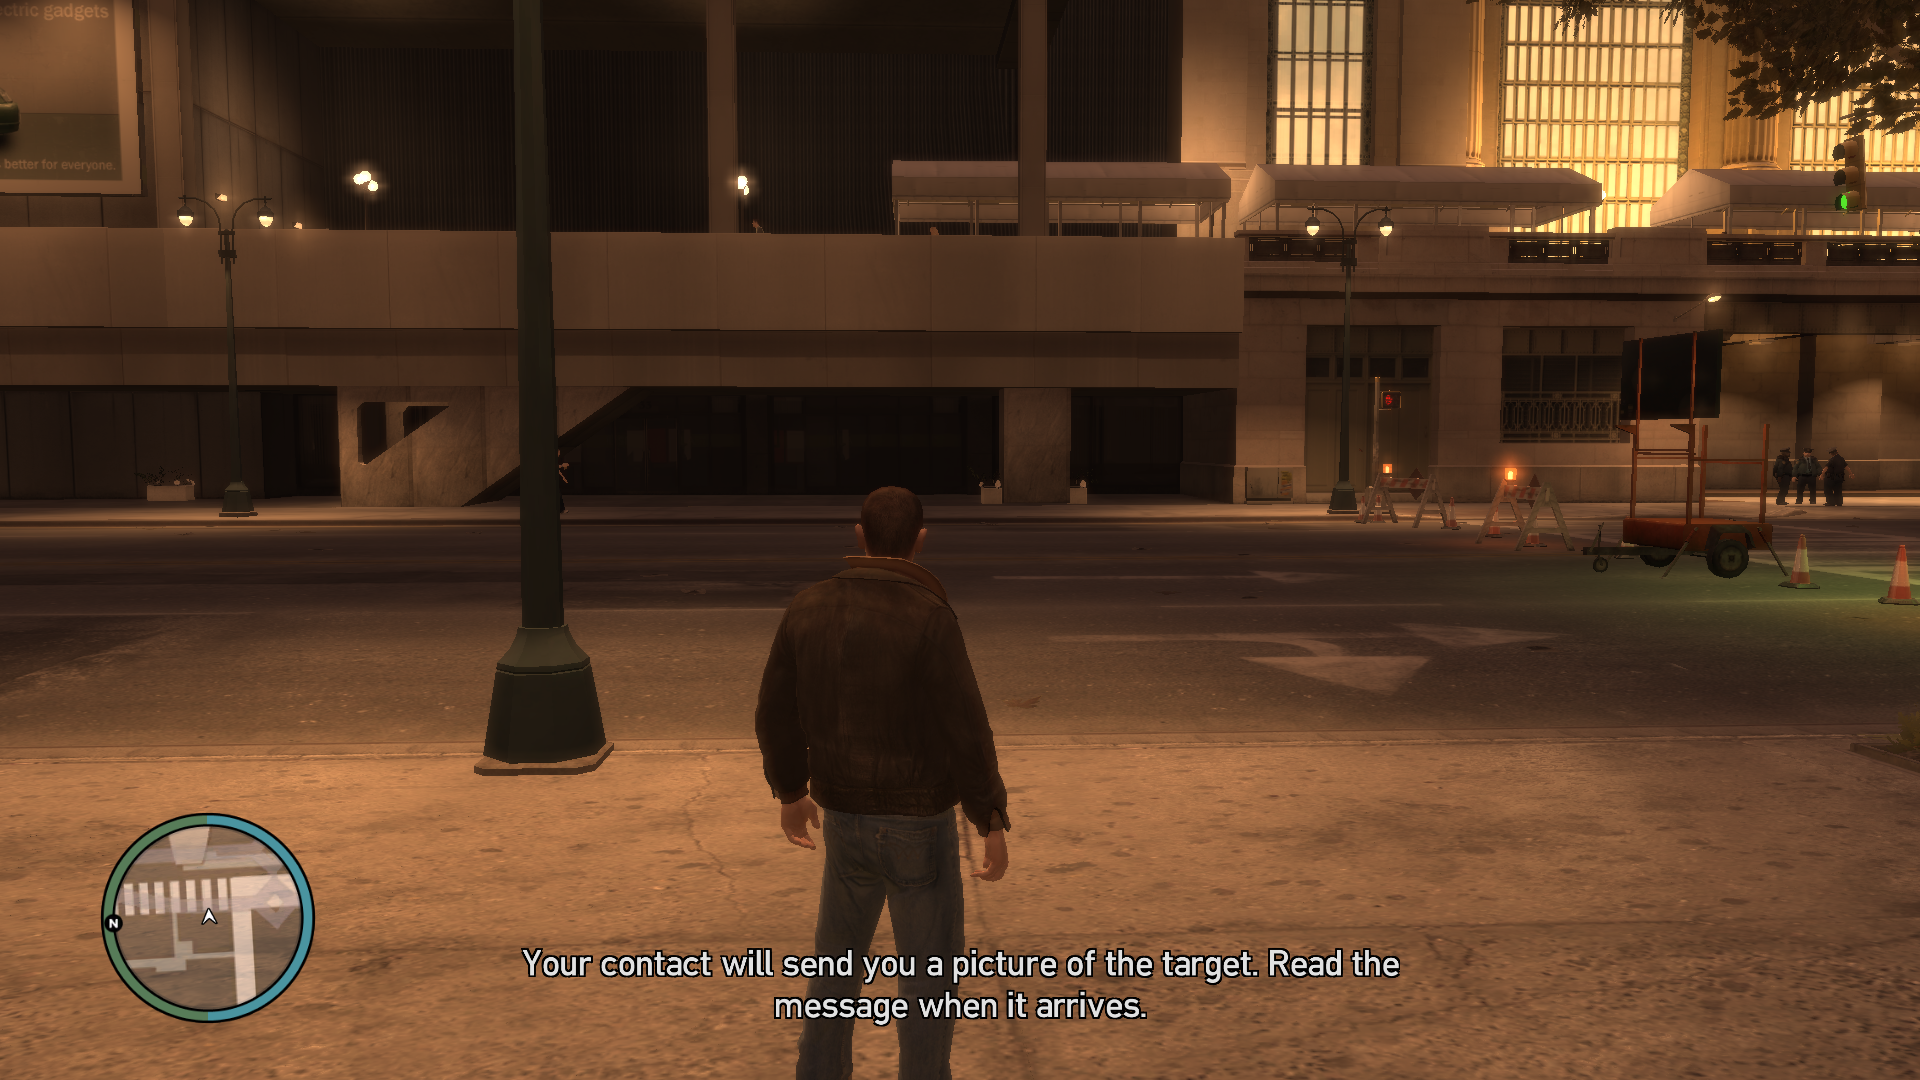 ctric gadgets
better for everyone.
N
Your contact will send you a picture of the target. Read the
message when it arrives.